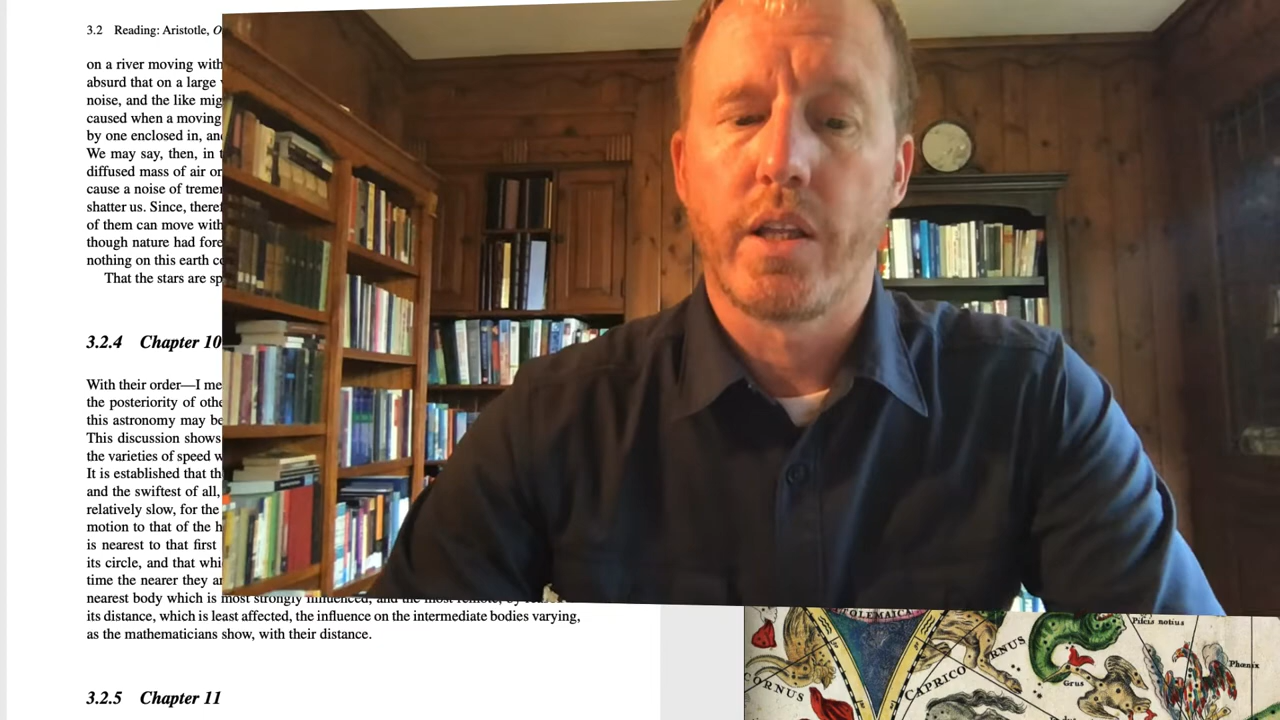 3.2 Reading: Aristotle, O
on a river moving with
absurd that on a large
noise, and the like mig
caused when a moving
by one enclosed in, an
We may say, then, in t
diffused mass of air or
cause a noise of treme
shatter us. Since, theref
of them can move with
though nature had fore
nothing on this earth c
That the stars are sp
3.2.4 Chapter 10
With their order—I me
the posteriority of othe
this astronomy may be
This discussion shows
the varieties of speed w
It is established that th
and the swiftest of all,
relatively slow, for the
motion to that of the h
is nearest to that first
its circle, and that whi
time the nearer they ar
nearest body which is most strongly influenced, and the most remote, by
its distance, which is least affected, the influence on the intermediate bodies varying,
as the mathematicians show, with their distance.
3.2.5 Chapter 11
OLEMAIC
CORNUS
CAPRICO
RNUS
Piscis notius
Grus
Phœnix